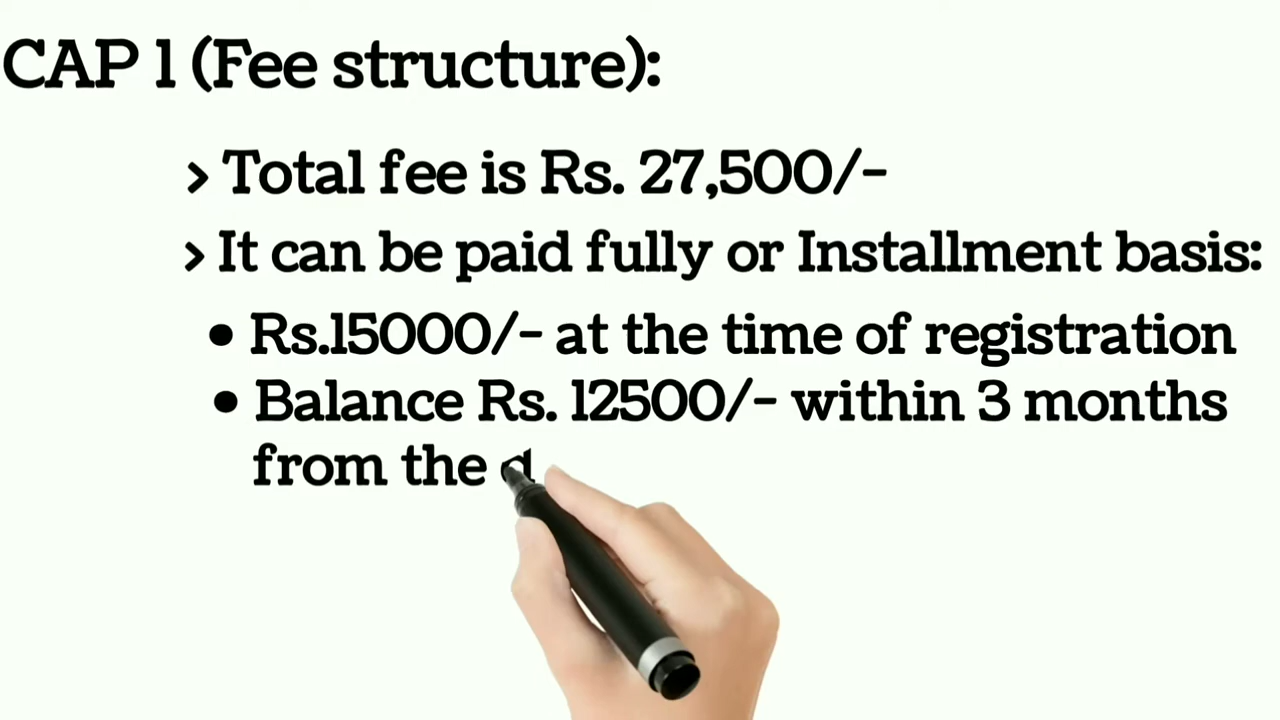 CAP 1 (Fee structure):
› Total fee is Rs. 27,500/-
› It can be paid fully or Installment basis:
• Rs.15000/- at the time of registration
• Balance Rs. 12500/- within 3 months
from the